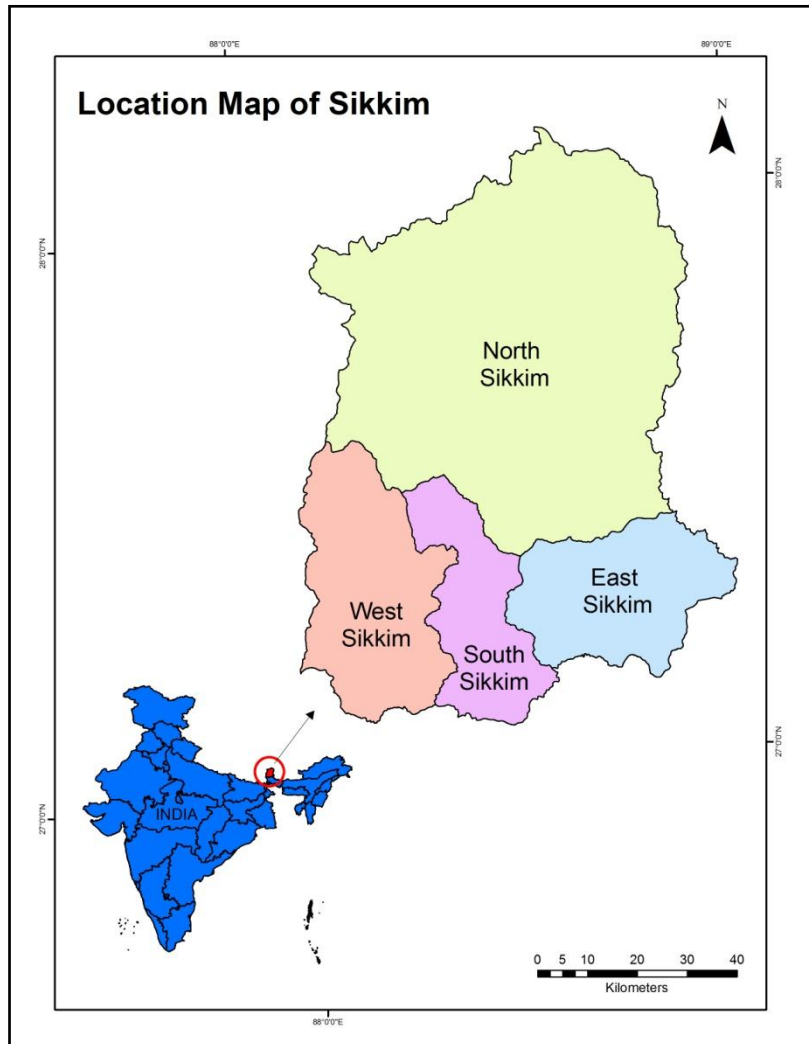 88°0'0"E
89°0'0"E
Location Map of Sikkim
N
28°0'0"N
28°0'0"N
North
Sikkim
East
Sikkim
West
Sikkim
South
Sikkim
27°0'0"N
INDIA
27°0'0"N
0 5 10 20 30 40
Kilometers
88°0'0"E